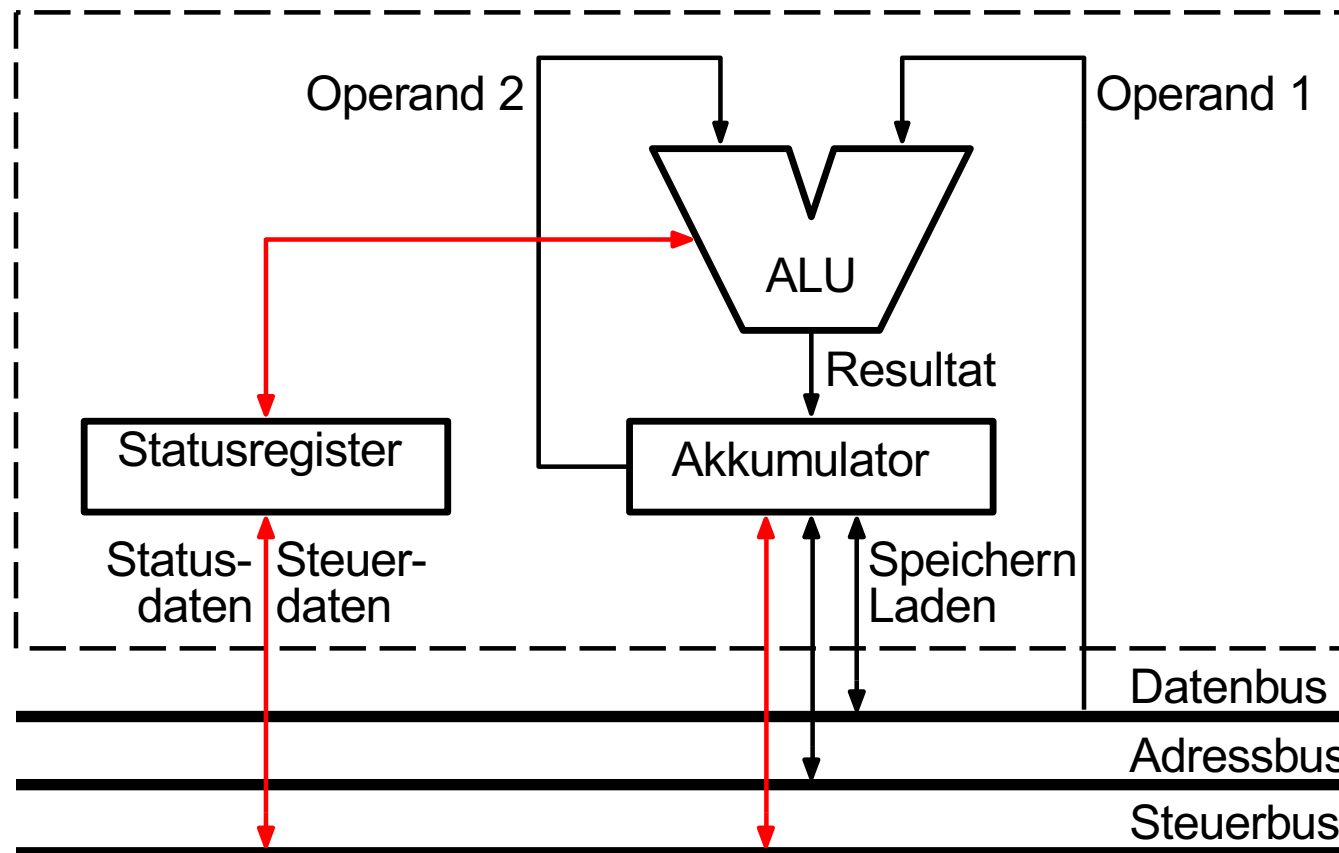 Operand 2
Operand 1
ALU
Resultat
Statusregister
Akkumulator
Status-
daten
Steuer-
daten
Speichern
Laden
Datenbus
Adressbus
Steuerbus